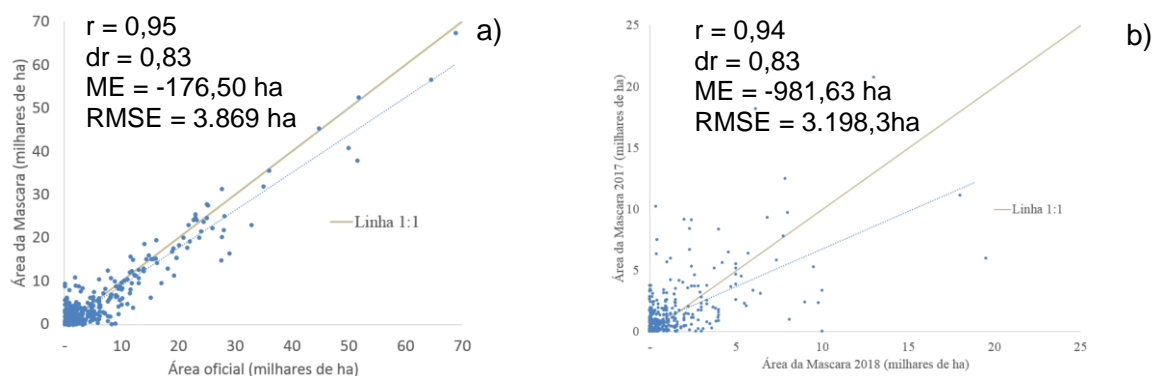 r = 0,95
dr = 0,83
ME = -176,50 ha
RMSE = 3.869 ha
a)
Área da Mascara (milhares de ha)
70
60
50
40
30
20
10
0
Linha 1:1
- 10 20 30 40 50 60 70
Área oficial (milhares de ha)
r = 0,94
dr = 0,83
ME = -981,63 ha
RMSE = 3.198,3ha
b)
Área da Mascara 2017 (milhares de ha)
25
20
15
10
5
0
Linha 1:1
- 5 10 15 20 25
Área da Mascara 2018 (milhares de ha)